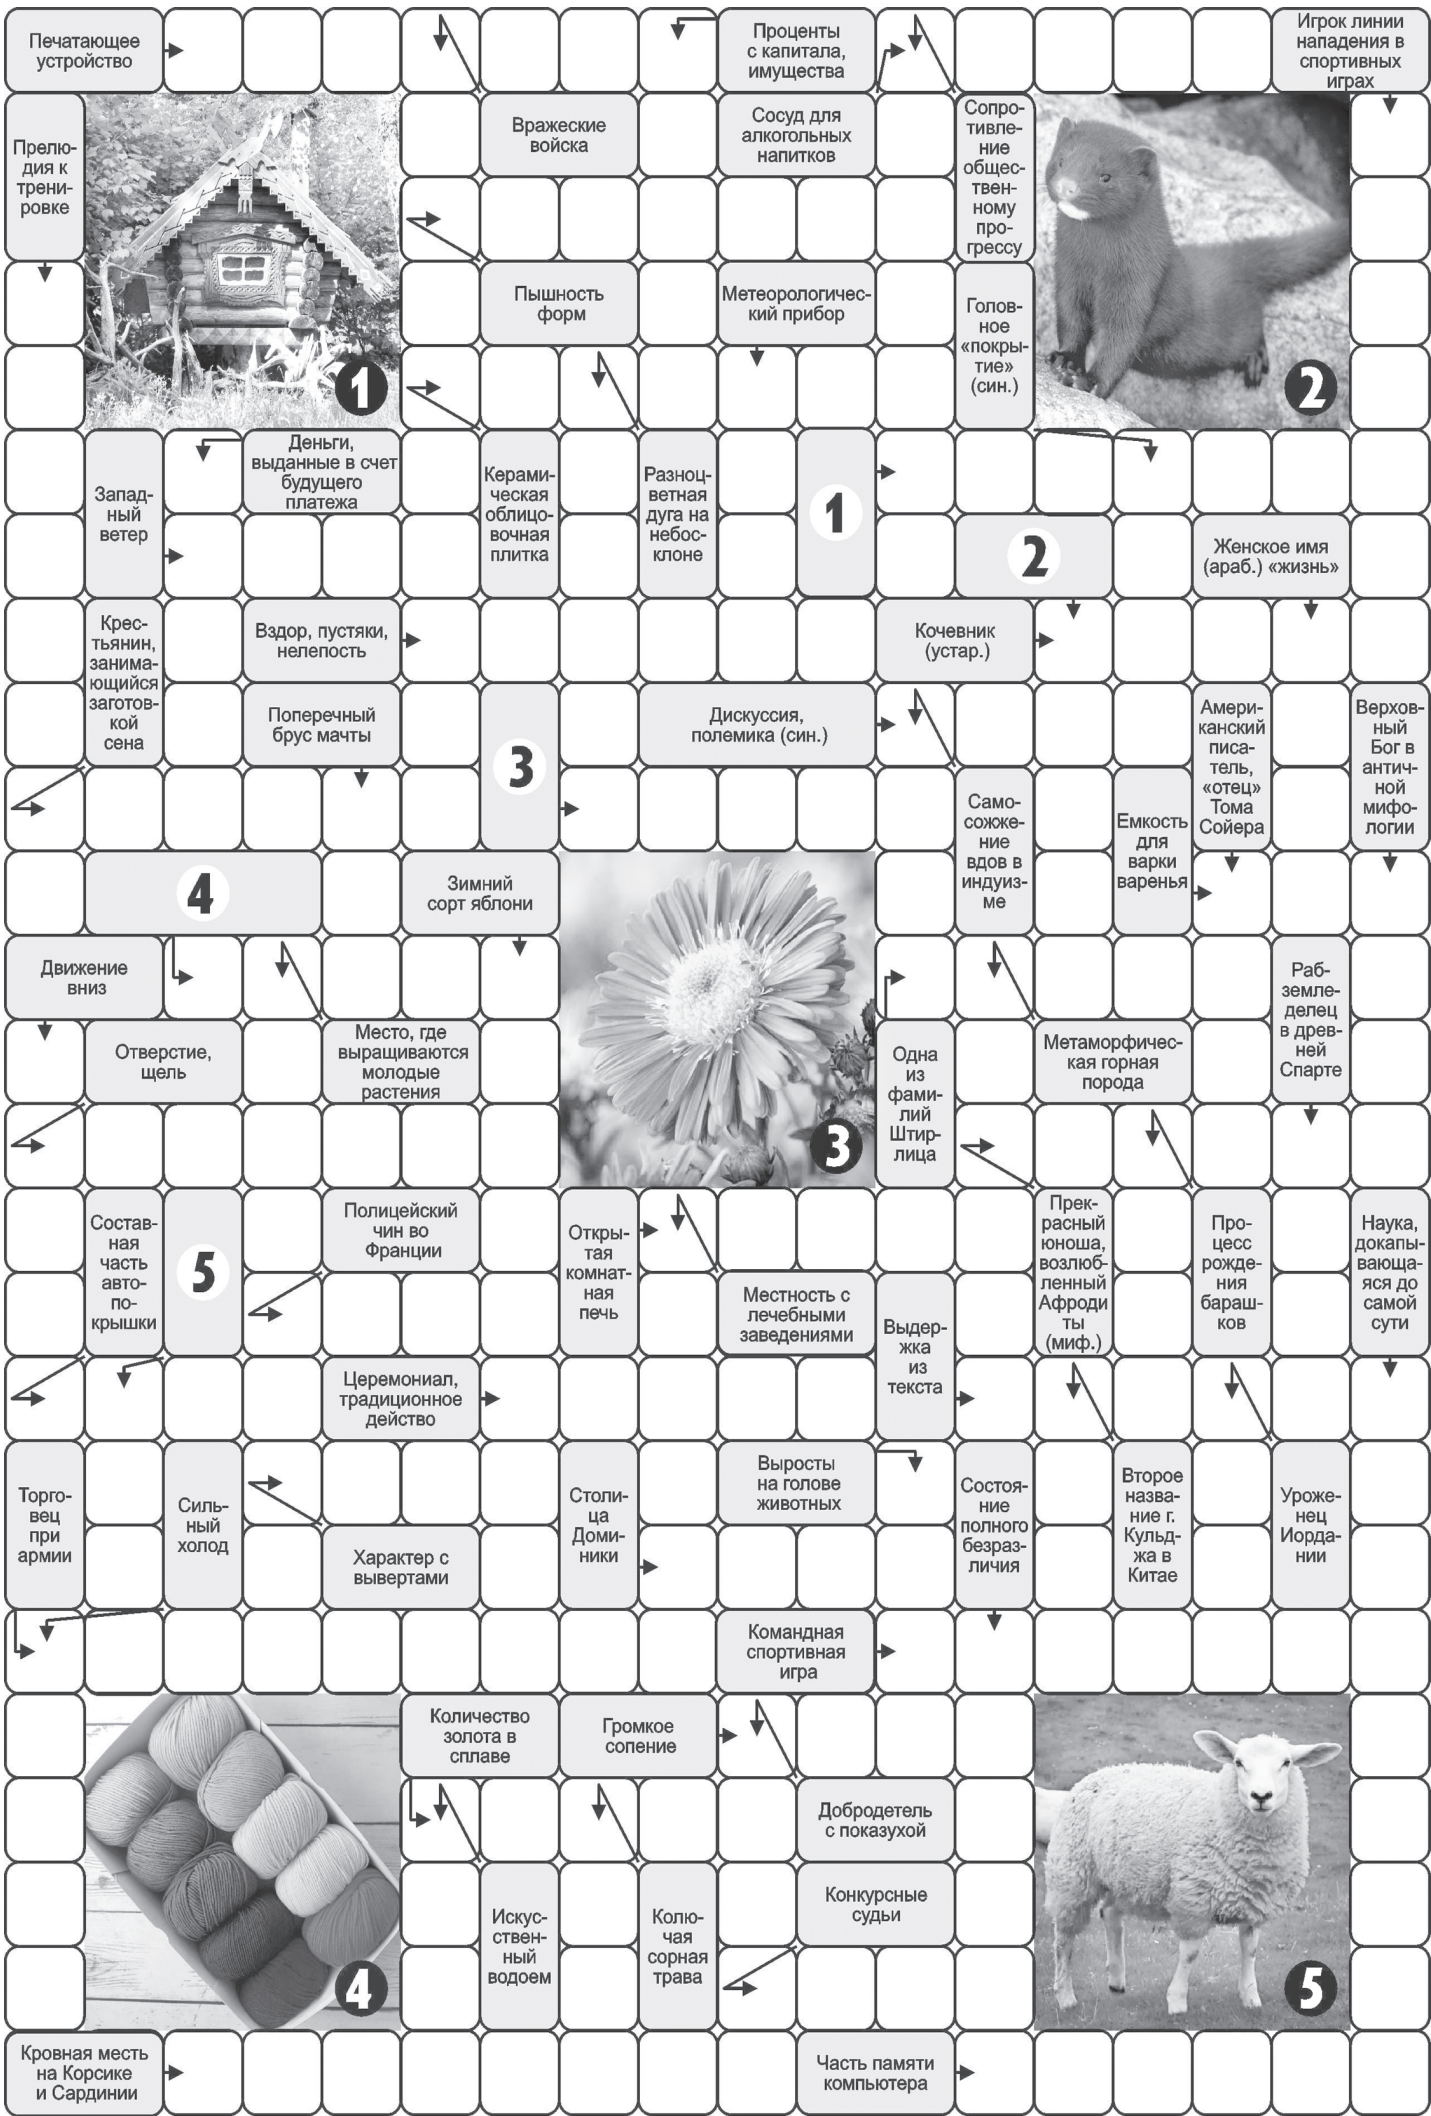 Печатающее
устройство
Проценты
с капитала,
имущества
Игрок линии
нападения в
спортивных
играх
Прелю-
дия к
трени-
ровке
Вражеские
войска
Сосуд для
алкогольных
напитков
Сопро-
тивле-
ние
общес-
твен-
ному
про-
грессу
Пышность
форм
Метеорологичес-
кий прибор
Голов-
ное
«покры-
тие»
(син.)
1
2
Запад-
ный
ветер
Деньги,
выданные в счет
будущего
платежа
Керами-
ческая
облицо-
вочная
плитка
Разноц-
ветная
дуга на
небос-
клоне
1
2
Женское имя
(араб.) «жизнь»
Крес-
тьянин,
занима-
ющийся
заготов-
кой
сена
Вздор, пустяки,
нелепость
Кочевник
(устар.)
Поперечный
брус мачты
3
Дискуссия,
полемика (син.)
Амери-
канский
писа-
тель,
«отец»
Тома
Сойера
Верхов-
ный
Бог в
антич-
ной
мифо-
логии
Само-
сожже-
ние
вдов в
индуиз-
ме
Емкость
для
варки
варенья
4
Зимний
сорт яблони
Движение
вниз
Раб-
земле-
делец
в древ-
ней
Спарте
Отверстие,
щель
Место, где
выращиваются
молодые
растения
3
Одна
из
фами-
лий
Штир-
лица
Метаморфичес-
кая горная
порода
Состав-
ная
часть
авто-
по-
крышки
5
Полицейский
чин во
Франции
Откры-
тая
комнат-
ная
печь
Местность с
лечебными
заведениями
Прек-
расный
юноша,
возлюб-
ленный
Афроди
ты
(миф.)
Про-
цесс
рожде-
ния
бараш-
ков
Наука,
докапы-
вающа-
яся до
самой
сути
Выдер-
жка
из
текста
Церемониал,
традиционное
действо
Торго-
вец
при
армии
Силь-
ный
холод
Характер с
вывертами
Столи-
ца
Доми-
ники
Выросты
на голове
животных
Состоя-
ние
полного
безраз-
личия
Второе
назва-
ние г.
Кульд-
жа в
Китае
Уроже-
нец
Иорда-
нии
Командная
спортивная
игра
Количество
золота в
сплаве
Громкое
сопение
Добродетель
с показухой
Искус-
ствен-
ный
водоем
Колю-
чая
сорная
трава
Конкурсные
судьи
4
5
Кровная месть
на Корсике
и Сардинии
Часть памяти
компьютера